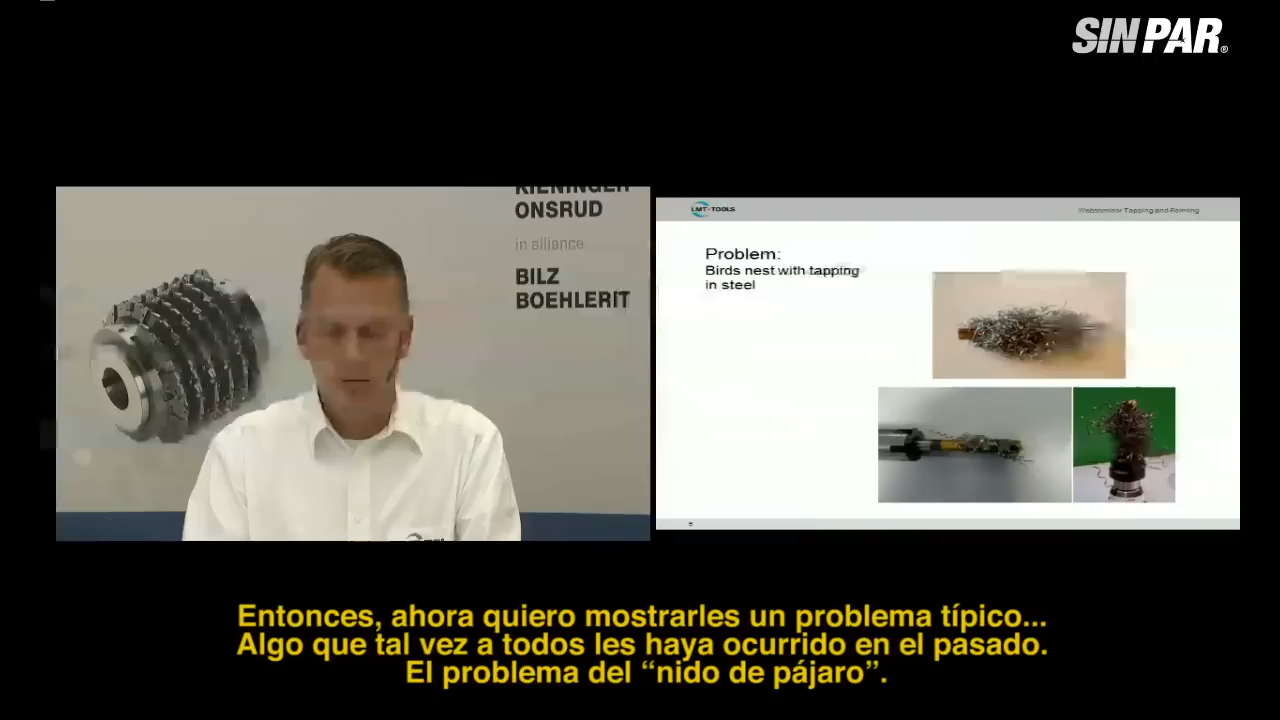 SIN PAR®
KIENINGER
ONSRUD
in alliance
BILZ
BOEHLERIT
LMT-TOOLS
Webseminar Tapping and Forming
Problem:
Birds nest with tapping
in steel
Entonces, ahora quiero mostrarles un problema típico...
Algo que tal vez a todos les haya ocurrido en el pasado.
El problema del “nido de pájaro”.